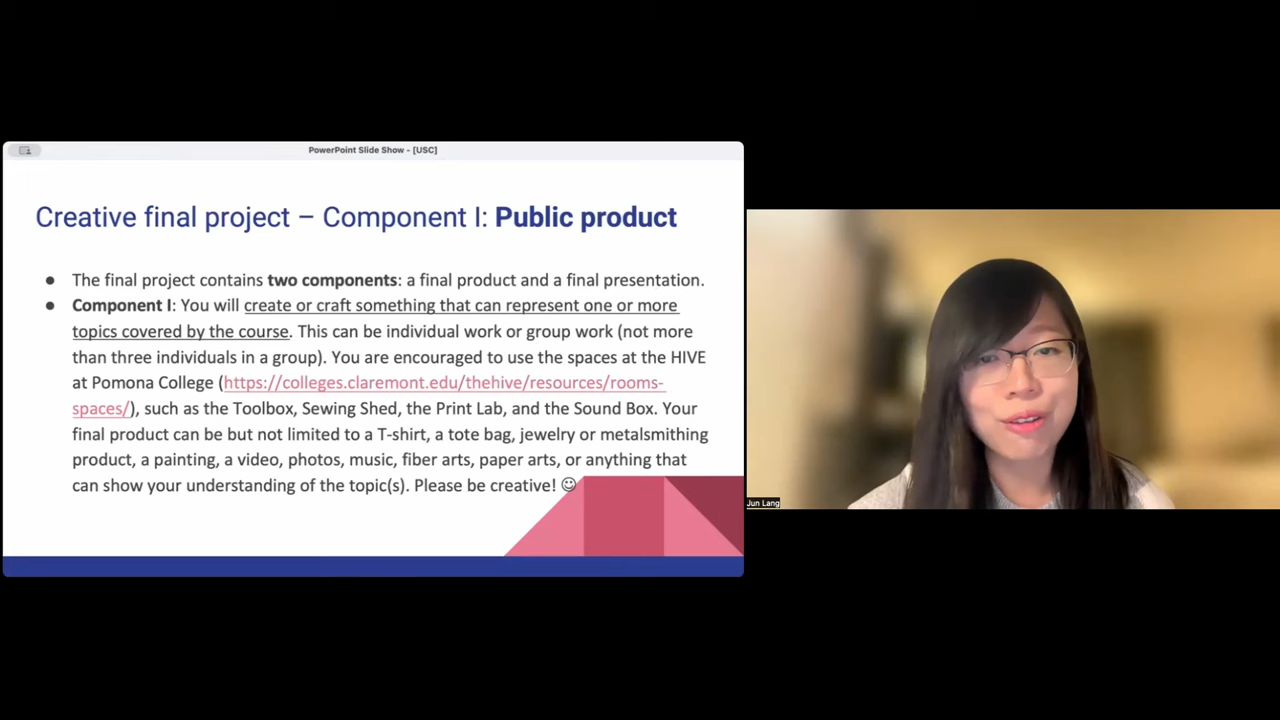 PowerPoint Slide Show - [USC]
Creative final project – Component I: Public product
● The final project contains two components: a final product and a final presentation.
● Component I: You will create or craft something that can represent one or more
topics covered by the course. This can be individual work or group work (not more
than three individuals in a group). You are encouraged to use the spaces at the HIVE
at Pomona College (https://colleges.claremont.edu/thehive/resources/rooms-
spaces/), such as the Toolbox, Sewing Shed, the Print Lab, and the Sound Box. Your
final product can be but not limited to a T-shirt, a tote bag, jewelry or metalsmithing
product, a painting, a video, photos, music, fiber arts, paper arts, or anything that
can show your understanding of the topic(s). Please be creative! ☺
Jun Lang